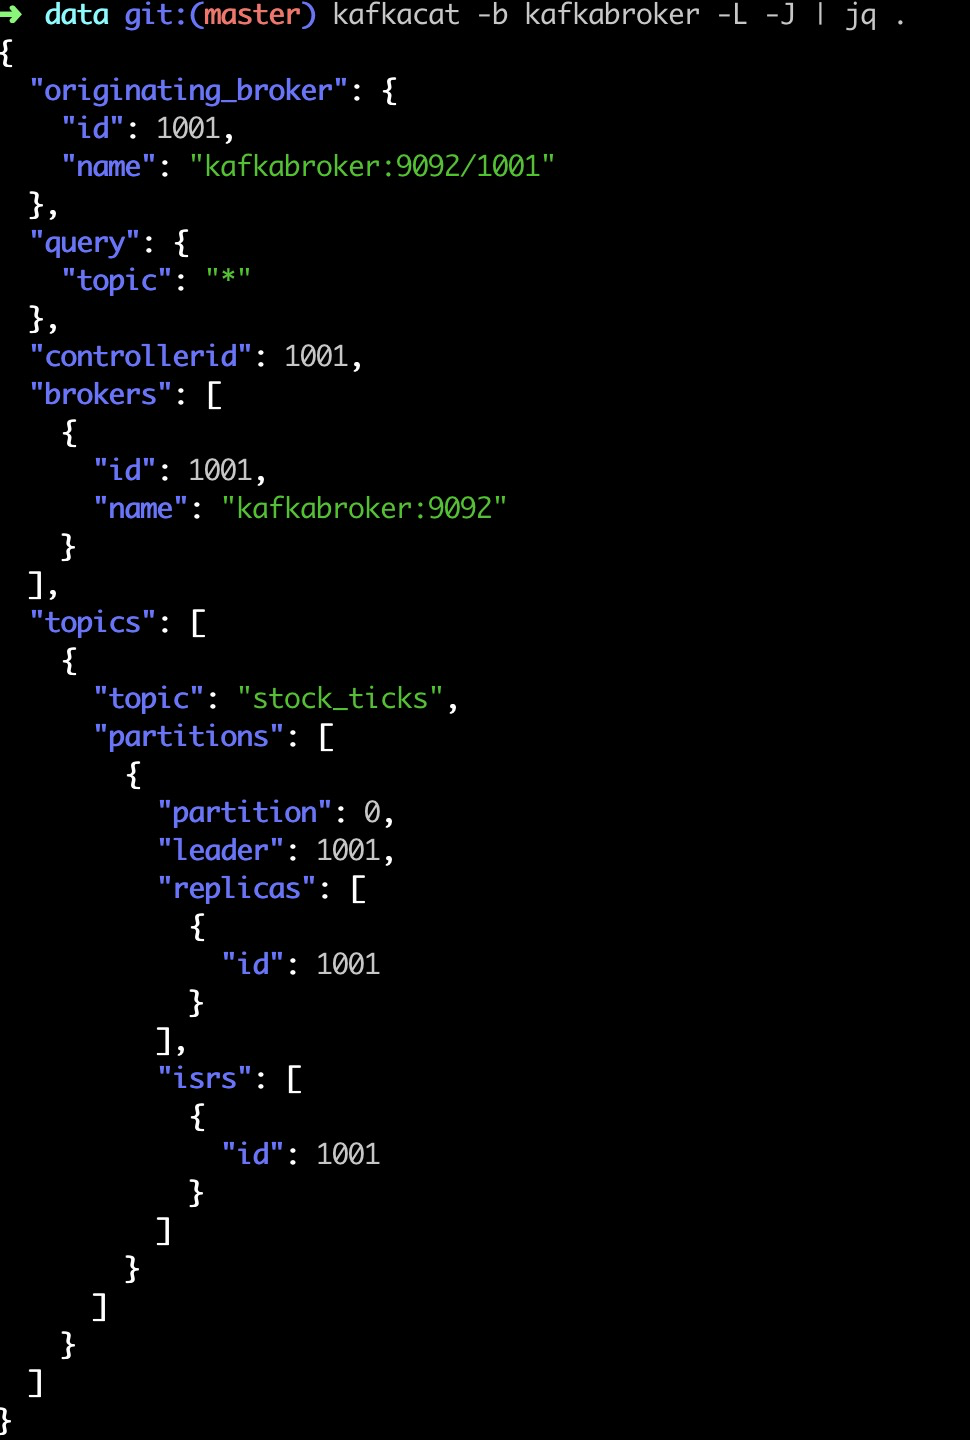 ➜  data git:(master) kafkacat -b kafkabroker -L -J | jq .
{
  "originating_broker": {
    "id": 1001,
    "name": "kafkabroker:9092/1001"
  },
  "query": {
    "topic": "*"
  },
  "controllerid": 1001,
  "brokers": [
    {
      "id": 1001,
      "name": "kafkabroker:9092"
    }
  ],
  "topics": [
    {
      "topic": "stock_ticks",
      "partitions": [
        {
          "partition": 0,
          "leader": 1001,
          "replicas": [
            {
              "id": 1001
            }
          ],
          "isrs": [
            {
              "id": 1001
            }
          ]
        }
      ]
    }
  ]
}